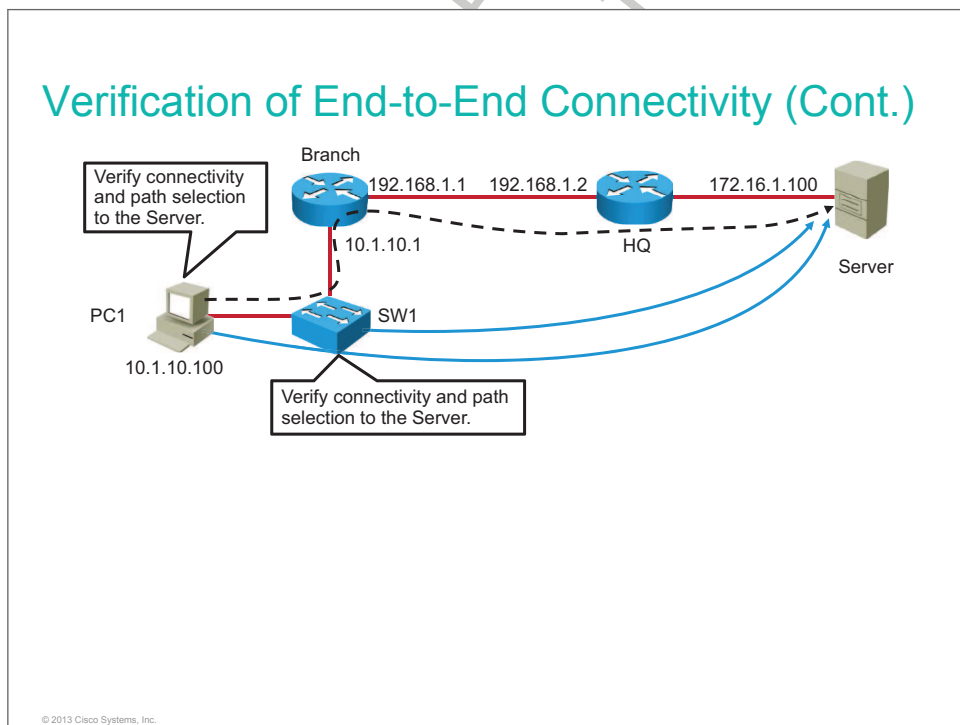 Verification of End-to-End Connectivity (Cont.)
Branch
Verify connectivity
and path selection
to the Server.
192.168.1.1
192.168.1.2
172.16.1.100
10.1.10.1
HQ
Server
PC1
SW1
10.1.10.100
Verify connectivity and path
selection to the Server.
© 2013 Cisco Systems, Inc.